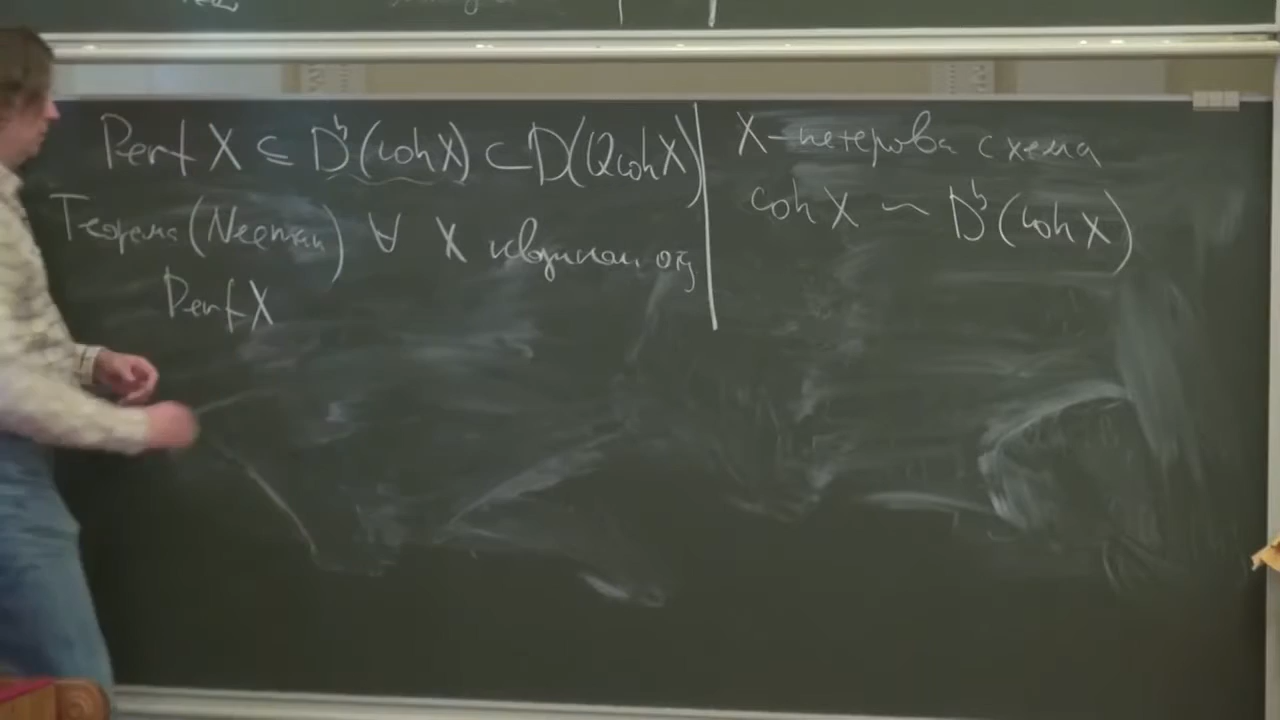 Perf X ⊆ D^b(coh X) ⊂ D(Qcoh X)
Теорема (Neeman) ∀ X квазикомп. отд
Perf X
X – нетерова схема
coh X ~ D^b(coh X)